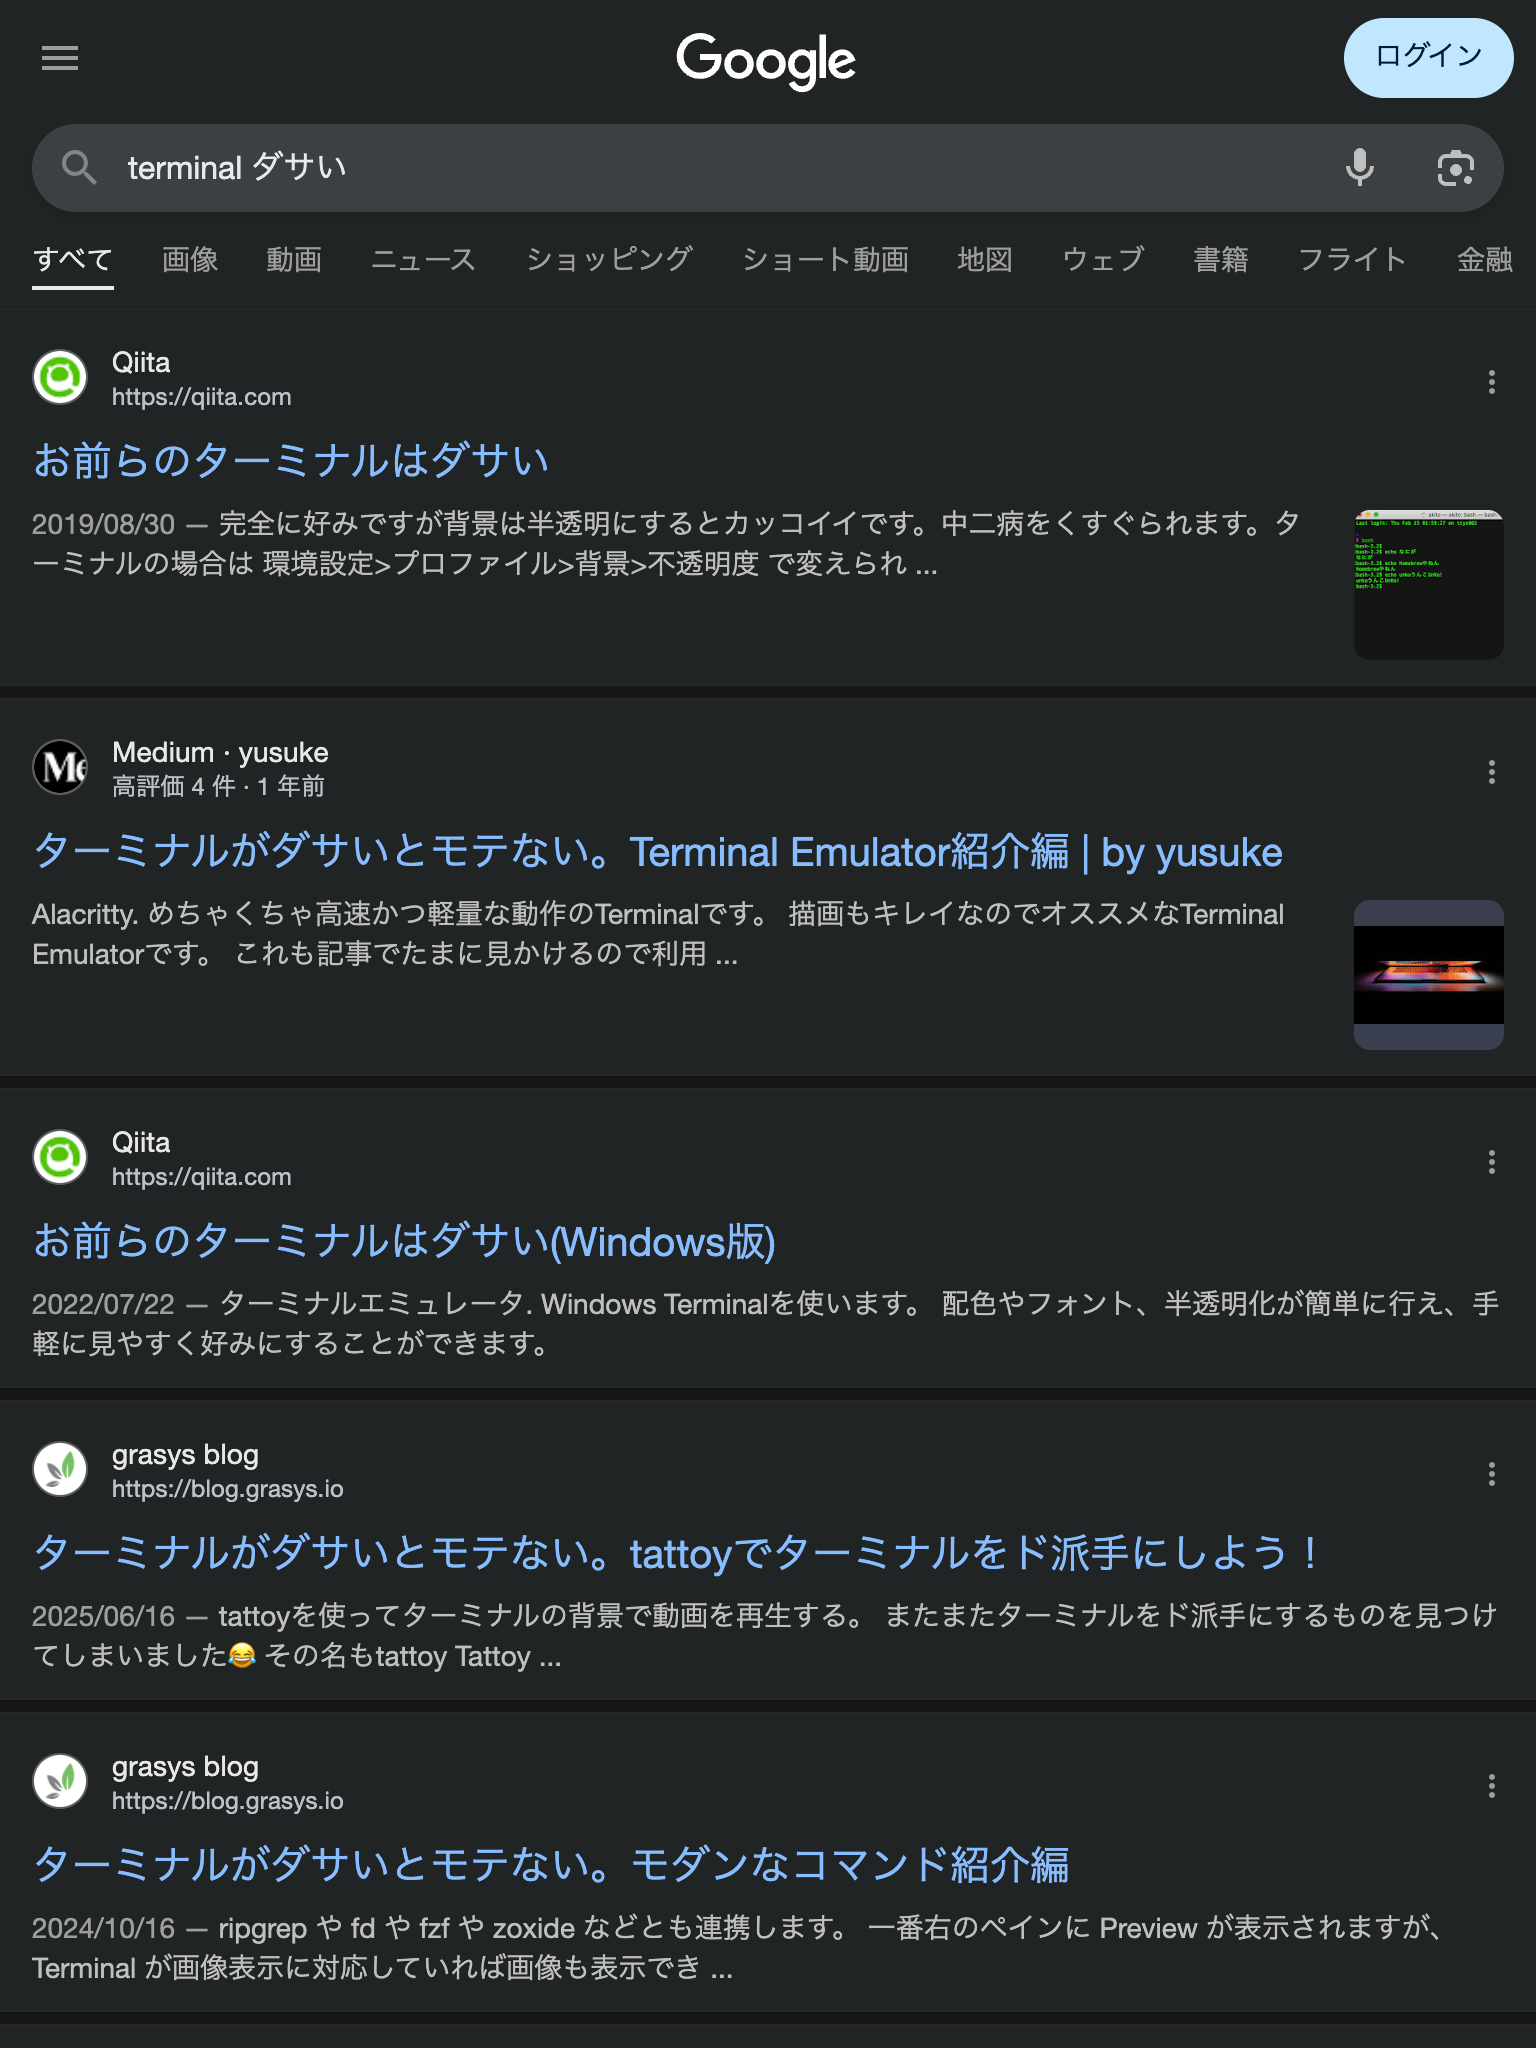 Google
ログイン
terminal ダサい
すべて 画像 動画 ニュース ショッピング ショート動画 地図 ウェブ 書籍 フライト 金融
Qiita
https://qiita.com
お前らのターミナルはダサい
2019/08/30 — 完全に好みですが背景は半透明にするとカッコイイです。中二病をくすぐられます。タ
ーミナルの場合は 環境設定>プロファイル>背景>不透明度 で変えられ ...
Medium · yusuke
高評価 4 件 · 1 年前
ターミナルがダサいとモテない。Terminal Emulator紹介編 | by yusuke
Alacritty. めちゃくちゃ高速かつ軽量な動作のTerminalです。 描画もキレイなのでオススメなTerminal
Emulatorです。 これも記事でたまに見かけるので利用 ...
Qiita
https://qiita.com
お前らのターミナルはダサい(Windows版)
2022/07/22 — ターミナルエミュレータ. Windows Terminalを使います。 配色やフォント、半透明化が簡単に行え、手
軽に見やすく好みにすることができます。
grasys blog
https://blog.grasys.io
ターミナルがダサいとモテない。tattoyでターミナルをド派手にしよう！
2025/06/16 — tattoyを使ってターミナルの背景で動画を再生する。 またまたターミナルをド派手にするものを見つけ
てしまいました😂 その名もtattoy Tattoy ...
grasys blog
https://blog.grasys.io
ターミナルがダサいとモテない。モダンなコマンド紹介編
2024/10/16 — ripgrep や fd や fzf や zoxide などとも連携します。 一番右のペインに Preview が表示されますが、
Terminal が画像表示に対応していれば画像も表示でき ...